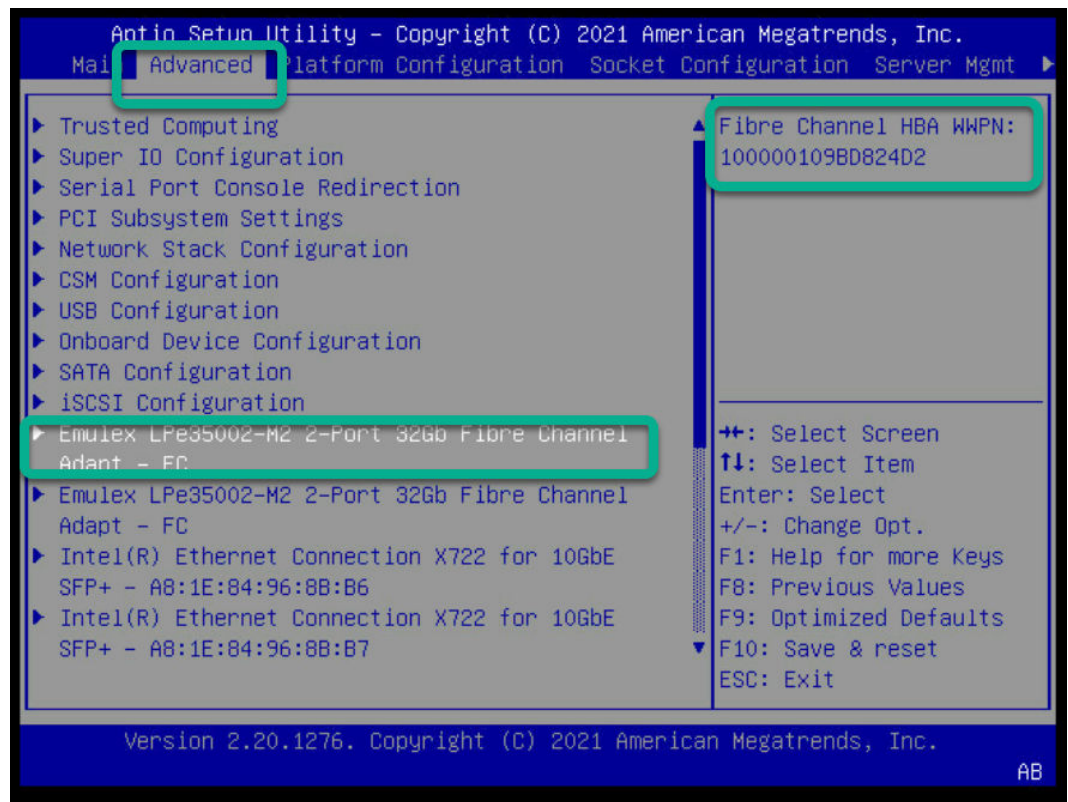 Aptio Setup Utility – Copyright (C) 2021 American Megatrends, Inc.
Mai Advanced Platform Configuration Socket Configuration Server Mgmt
Trusted Computing
Super IO Configuration
Serial Port Console Redirection
PCI Subsystem Settings
Network Stack Configuration
CSM Configuration
USB Configuration
Onboard Device Configuration
SATA Configuration
iSCSI Configuration
Emulex LPe35002-M2 2-Port 32Gb Fibre Channel
Adapt – FC
Emulex LPe35002-M2 2-Port 32Gb Fibre Channel
Adapt – FC
Intel(R) Ethernet Connection X722 for 10GbE
SFP+ – A8:1E:84:96:8B:B6
Intel(R) Ethernet Connection X722 for 10GbE
SFP+ – A8:1E:84:96:8B:B7
Fibre Channel HBA WWPN:
100000109BD824D2
→←: Select Screen
↑↓: Select Item
Enter: Select
+/-: Change Opt.
F1: Help for more Keys
F8: Previous Values
F9: Optimized Defaults
F10: Save & reset
ESC: Exit
Version 2.20.1276. Copyright (C) 2021 American Megatrends, Inc.
AB